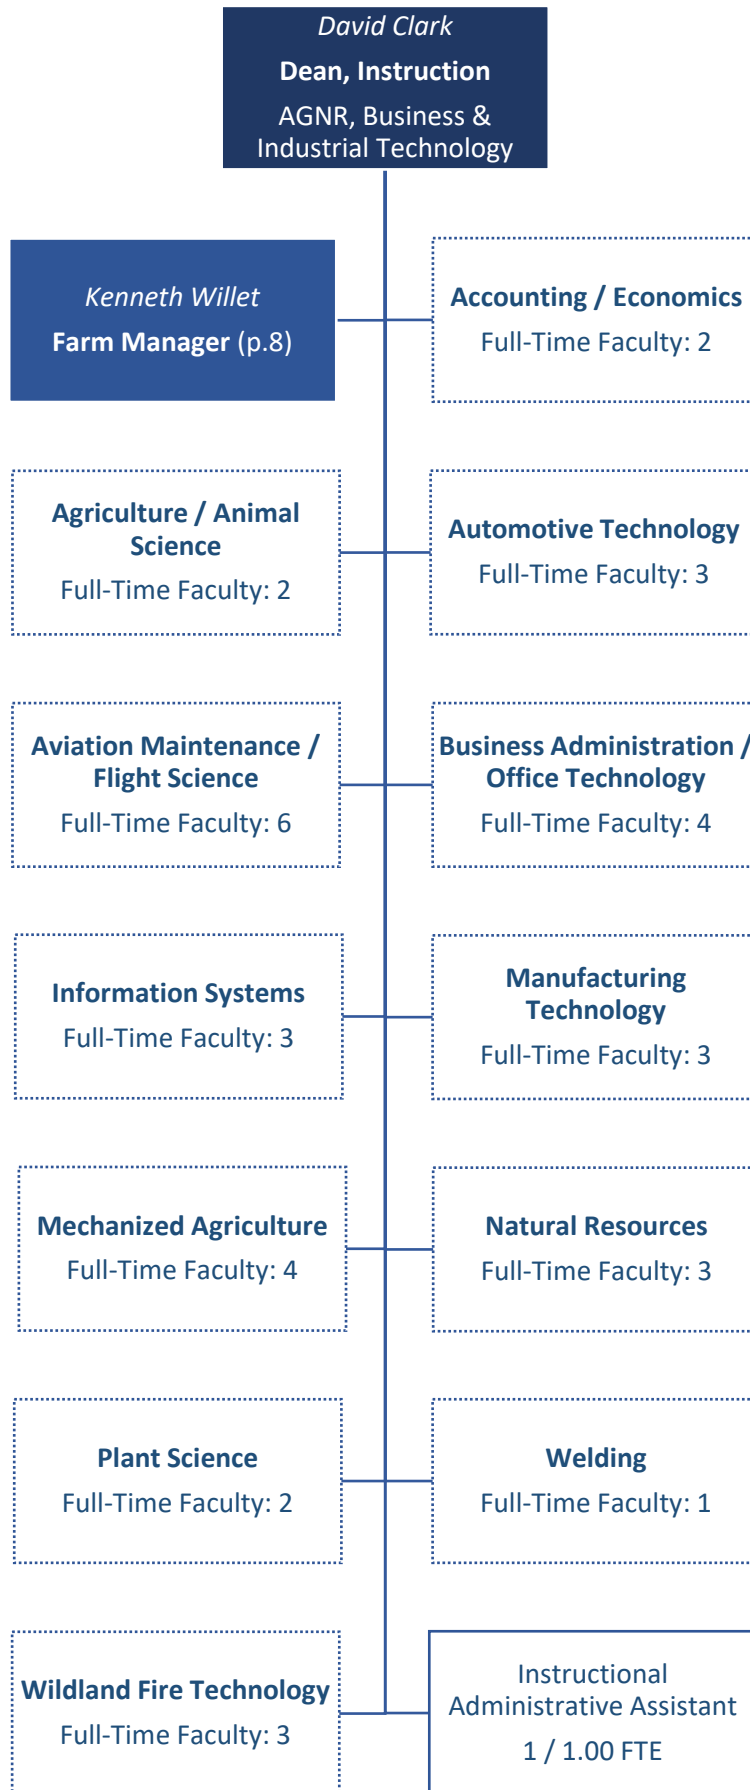 David Clark
Dean, Instruction
AGNR, Business &
Industrial Technology
Kenneth Willet
Farm Manager (p.8)
Accounting / Economics
Full-Time Faculty: 2
Agriculture / Animal
Science
Full-Time Faculty: 2
Automotive Technology
Full-Time Faculty: 3
Aviation Maintenance /
Flight Science
Full-Time Faculty: 6
Business Administration /
Office Technology
Full-Time Faculty: 4
Information Systems
Full-Time Faculty: 3
Manufacturing
Technology
Full-Time Faculty: 3
Mechanized Agriculture
Full-Time Faculty: 4
Natural Resources
Full-Time Faculty: 3
Plant Science
Full-Time Faculty: 2
Welding
Full-Time Faculty: 1
Wildland Fire Technology
Full-Time Faculty: 3
Instructional
Administrative Assistant
1 / 1.00 FTE